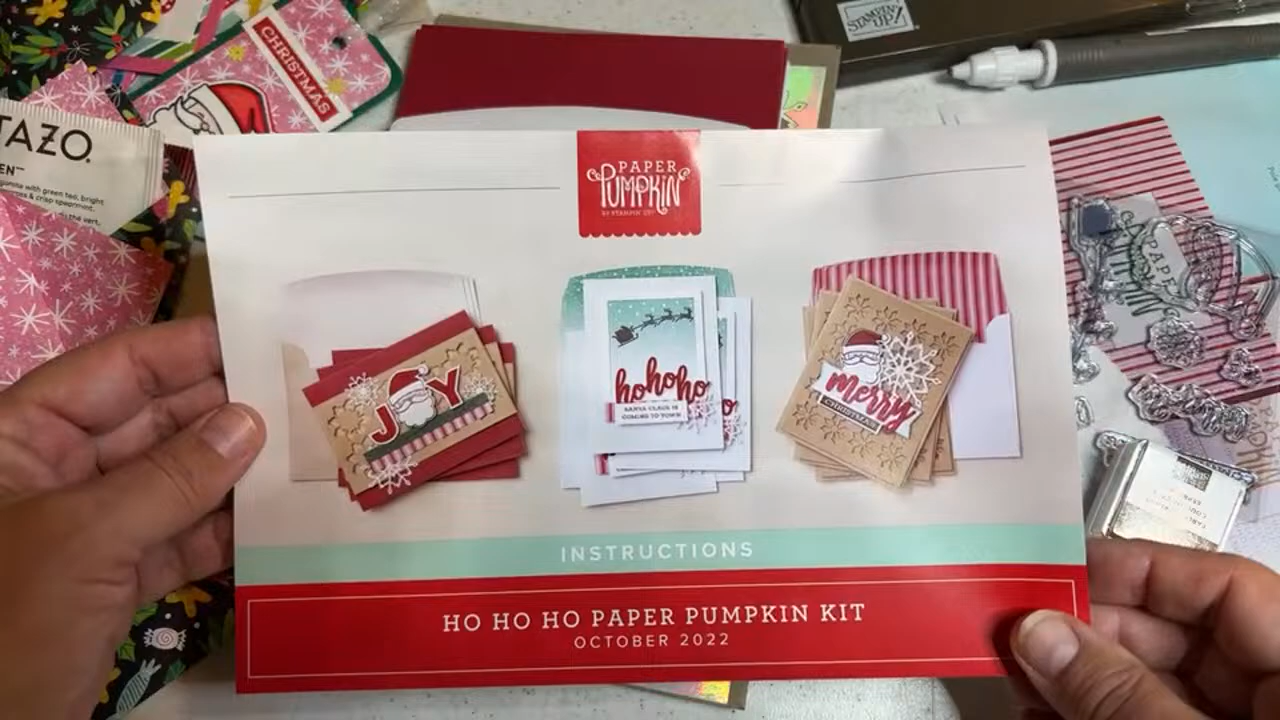 STAMPIN' UP!
CHRISTMAS
TAZO.
PAPER
PUMPKIN
BY STAMPIN' UP!
JOY
hohoho
SANTA CLAUS IS
COMING TO TOWN
merry
CHRISTMAS
INSTRUCTIONS
HO HO HO PAPER PUMPKIN KIT
OCTOBER 2022